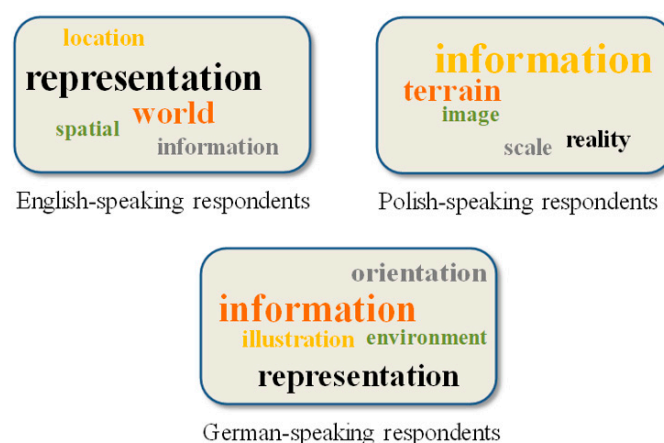 location
representation
world
spatial
information
English-speaking respondents
information
terrain
image
scale
reality
Polish-speaking respondents
orientation
information
illustration environment
representation
German-speaking respondents